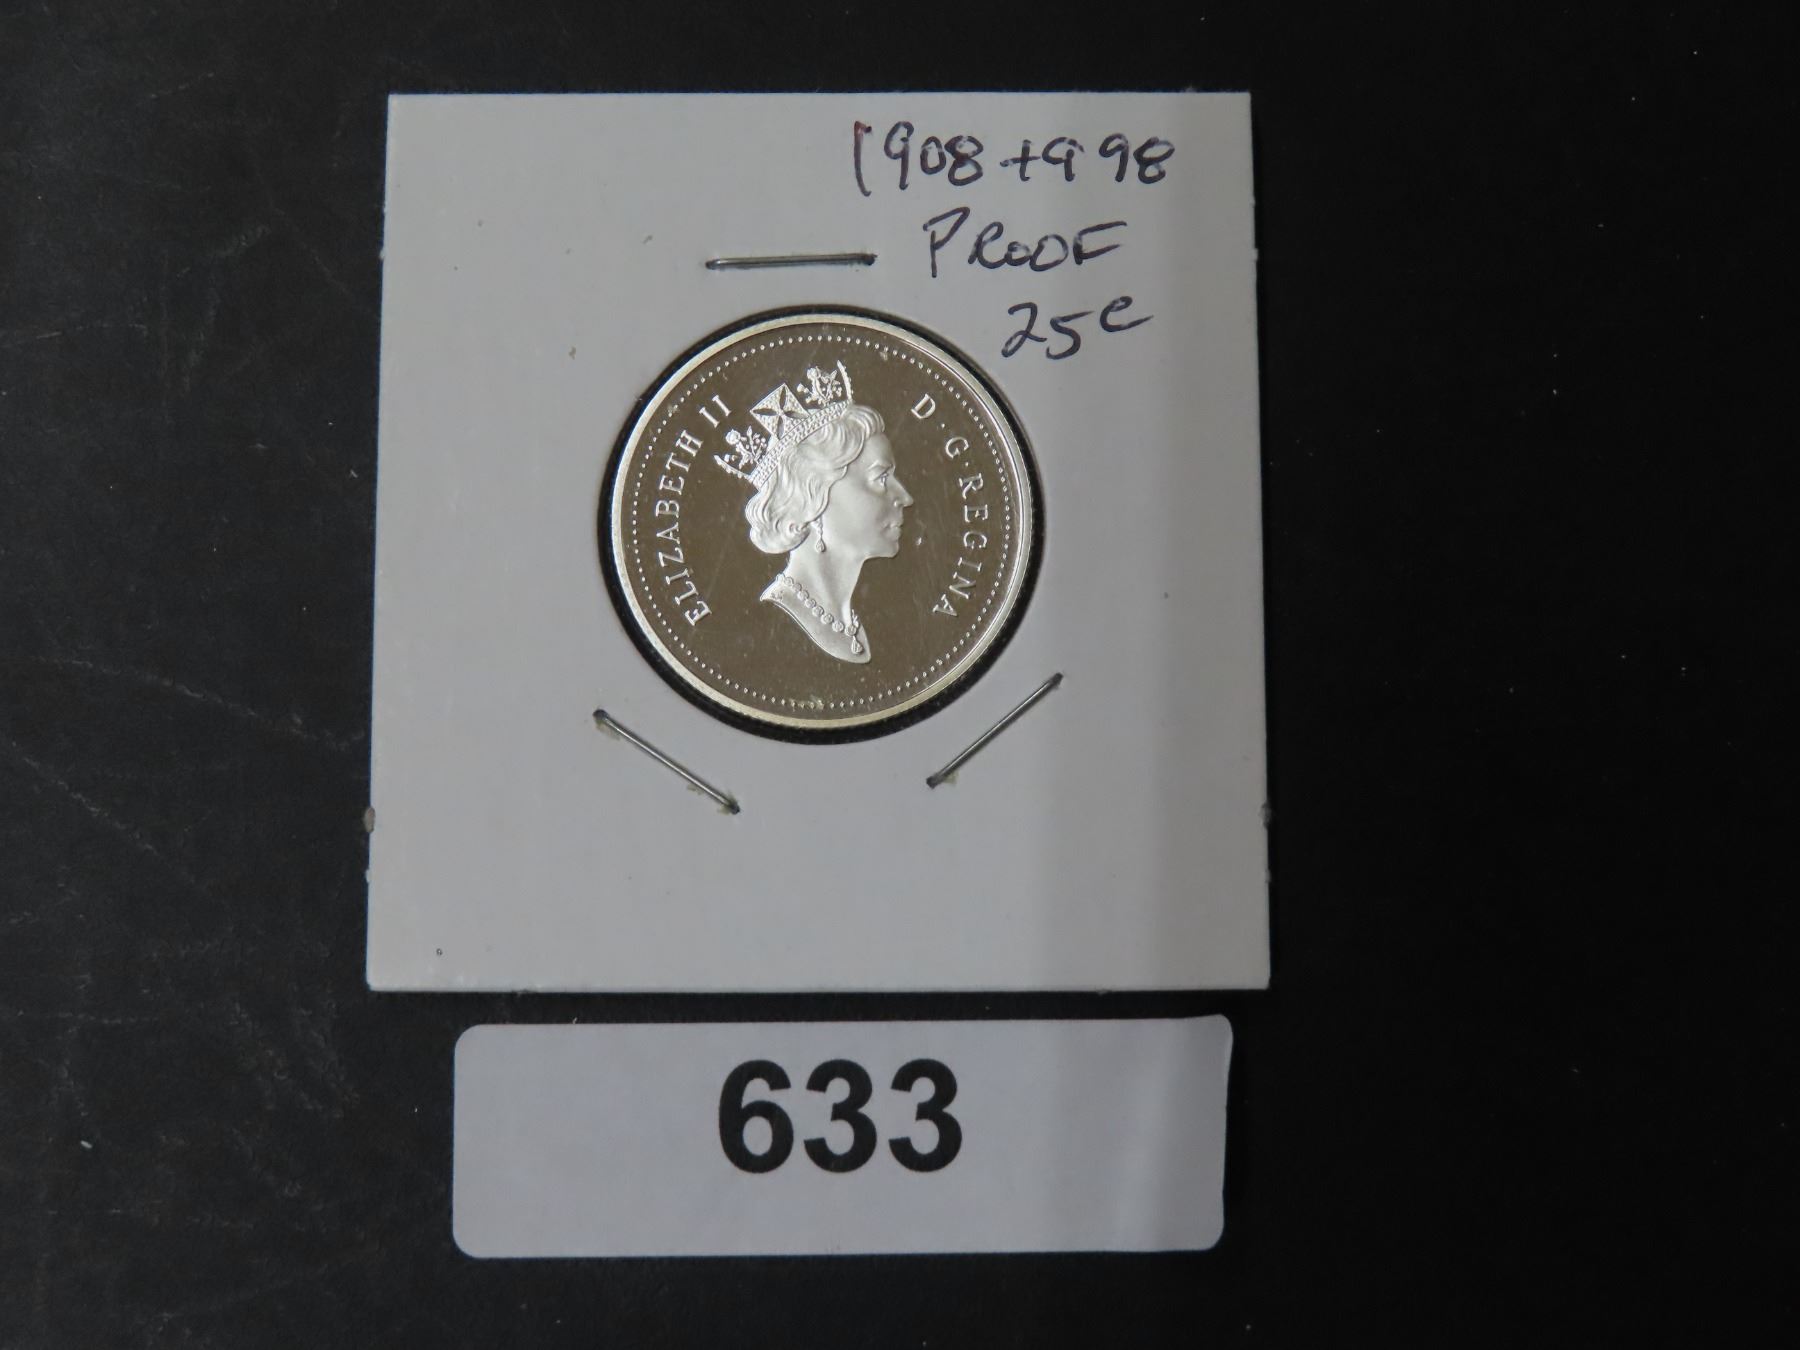 1908+998
PROOF
25c
ELIZABETH II D·G·REGINA
633